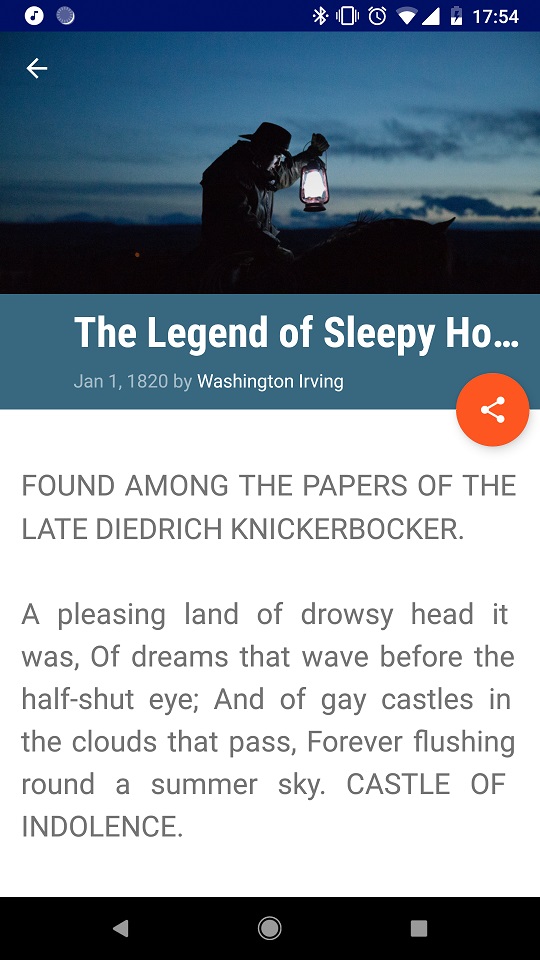 17:54
The Legend of Sleepy Ho...
Jan 1, 1820 by Washington Irving
FOUND AMONG THE PAPERS OF THE
LATE DIEDRICH KNICKERBOCKER.
A pleasing land of drowsy head it
was, Of dreams that wave before the
half-shut eye; And of gay castles in
the clouds that pass, Forever flushing
round a summer sky. CASTLE OF
INDOLENCE.